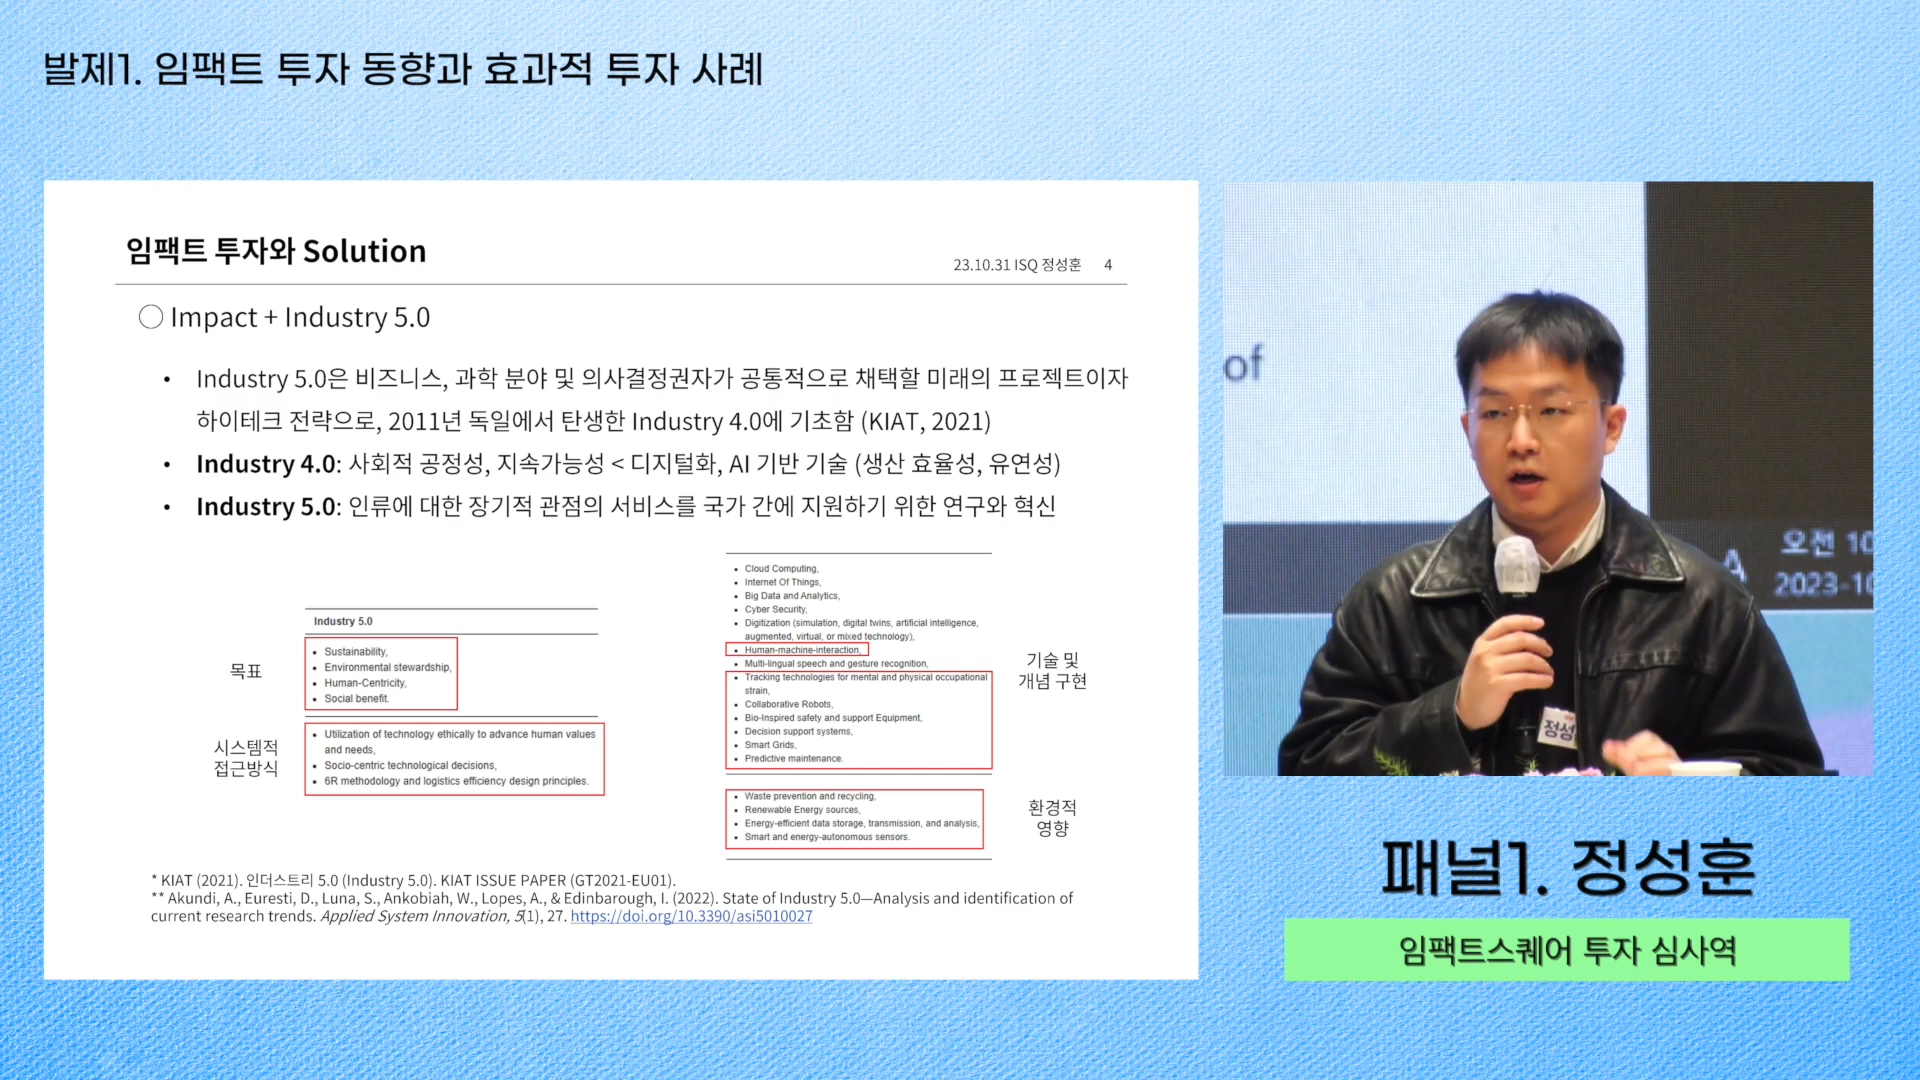 발제1. 임팩트 투자 동향과 효과적 투자 사례
임팩트 투자와 Solution
23.10.31 ISQ 정성훈 4
○ Impact + Industry 5.0
• Industry 5.0은 비즈니스, 과학 분야 및 의사결정권자가 공통적으로 채택할 미래의 프로젝트이자
하이테크 전략으로, 2011년 독일에서 탄생한 Industry 4.0에 기초함 (KIAT, 2021)
• Industry 4.0: 사회적 공정성, 지속가능성 < 디지털화, AI 기반 기술 (생산 효율성, 유연성)
• Industry 5.0: 인류에 대한 장기적 관점의 서비스를 국가 간에 지원하기 위한 연구와 혁신
Industry 5.0
목표
• Sustainability,
• Environmental stewardship,
• Human-Centricity,
• Social benefit.
시스템적
접근방식
• Utilization of technology ethically to advance human values
and needs,
• Socio-centric technological decisions,
• 6R methodology and logistics efficiency design principles.
• Cloud Computing,
• Internet Of Things,
• Big Data and Analytics,
• Cyber Security,
• Digitization (simulation, digital twins, artificial intelligence,
augmented, virtual, or mixed technology),
• Human-machine-interaction,
• Multi-lingual speech and gesture recognition,
• Tracking technologies for mental and physical occupational
strain,
• Collaborative Robots,
• Bio-Inspired safety and support Equipment,
• Decision support systems,
• Smart Grids,
• Predictive maintenance.
기술 및
개념 구현
• Waste prevention and recycling,
• Renewable Energy sources,
• Energy-efficient data storage, transmission, and analysis,
• Smart and energy-autonomous sensors.
환경적
영향
* KIAT (2021). 인더스트리 5.0 (Industry 5.0). KIAT ISSUE PAPER (GT2021-EU01).
** Akundi, A., Euresti, D., Luna, S., Ankobiah, W., Lopes, A., & Edinbarough, I. (2022). State of Industry 5.0—Analysis and identification of
current research trends. Applied System Innovation, 5(1), 27. https://doi.org/10.3390/asi5010027
of
오전 10
2023-10
정성
패널1. 정성훈
임팩트스퀘어 투자 심사역